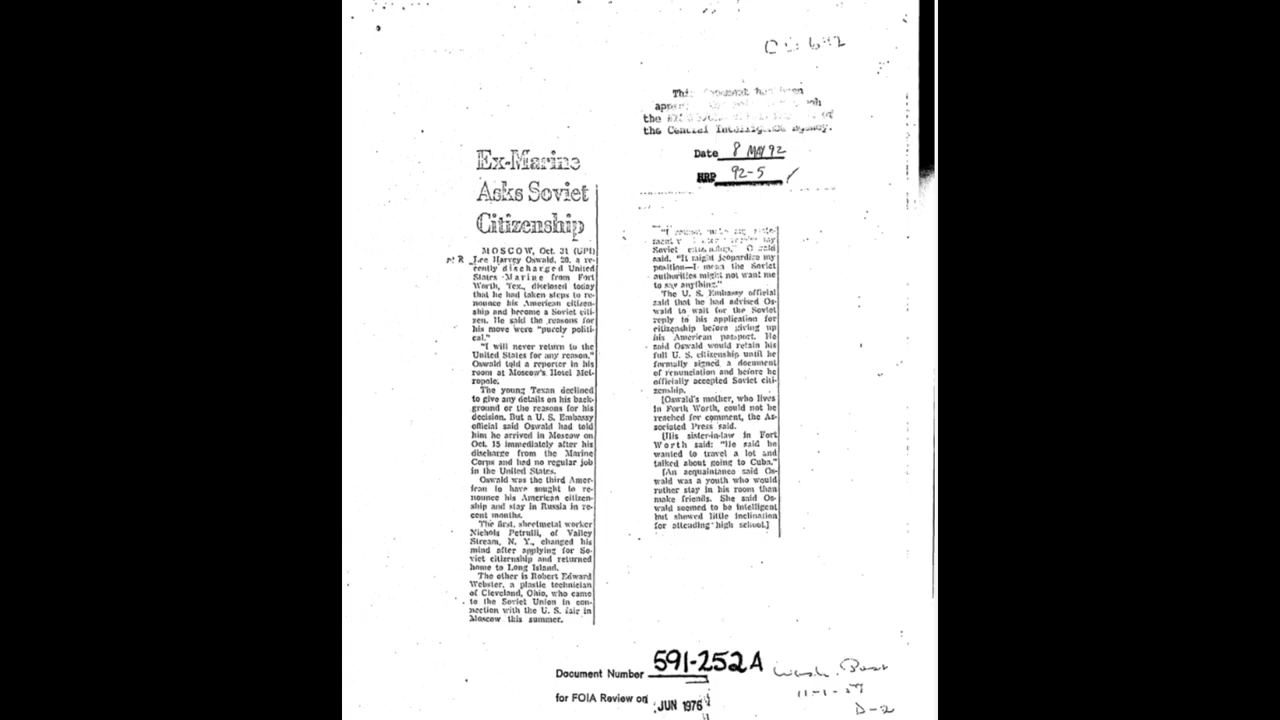 This document has been
the Central Intelligence Agency.
Date 8 MAY 92
HRP 92-5
Ex-Marine
Asks Soviet
Citizenship
MOSCOW, Oct. 31 (UPI)
Lee Harvey Oswald, 20, a re-
cently discharged United
States Marine from Fort
Worth, Tex., disclosed today
that he had taken steps to re-
nounce his American citizen-
ship and become a Soviet citi-
zen. He said the reasons for
his move were "purely politi-
cal."
"I will never return to the
United States for any reason,"
Oswald told a reporter in his
room at Moscow's Hotel Met-
ropole.
The young Texan declined
to give any details on his back-
ground or the reasons for his
decision. But a U. S. Embassy
official said Oswald had told
him he arrived in Moscow on
Oct. 15 immediately after his
discharge from the Marine
Corps and had no regular job
in the United States.
Oswald was the third Amer-
ican to have sought to re-
nounce his American citizen-
ship and stay in Russia in re-
cent months.
The first, sheetmetal worker
Nichols Petrulli, of Valley
Stream, N. Y., changed his
mind after applying for So-
viet citizenship and returned
home to Long Island.
The other is Robert Edward
Webster, a plastic technician
of Cleveland, Ohio, who came
to the Soviet Union in con-
nection with the U. S. fair in
Moscow this summer.
Soviet
said. "It might jeopardize my
position—I mean the Soviet
authorities might not want me
to say anything."
The U. S. Embassy official
said that he had advised Os-
wald to wait for the Soviet
reply to his application for
citizenship before giving up
his American passport. He
said Oswald would retain his
full U. S. citizenship until he
formally signed a document
of renunciation and before he
officially accepted Soviet citi-
zenship.
[Oswald's mother, who lives
in Forth Worth, could not be
reached for comment, the As-
sociated Press said.
[His sister-in-law in Fort
Worth said: "He said he
wanted to travel a lot and
talked about going to Cuba."
[An acquaintance said Os-
wald was a youth who would
ruther stay in his room than
make friends. She said Os-
wald seemed to be intelligent
but showed little inclination
for attending high school.]
Document Number 591-252A
for FOIA Review on JUN 1976
Wash. Post
11-1-59
D-2